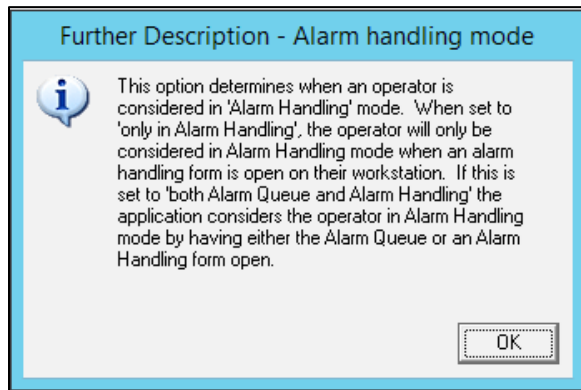 Further Description - Alarm handling mode
This option determines when an operator is
considered in 'Alarm Handling' mode.  When set to
'only in Alarm Handling', the operator will only be
considered in Alarm Handling mode when an alarm
handling form is open on their workstation.  If this is
set to 'both Alarm Queue and Alarm Handling' the
application considers the operator in Alarm Handling
mode by having either the Alarm Queue or an Alarm
Handling form open.
OK